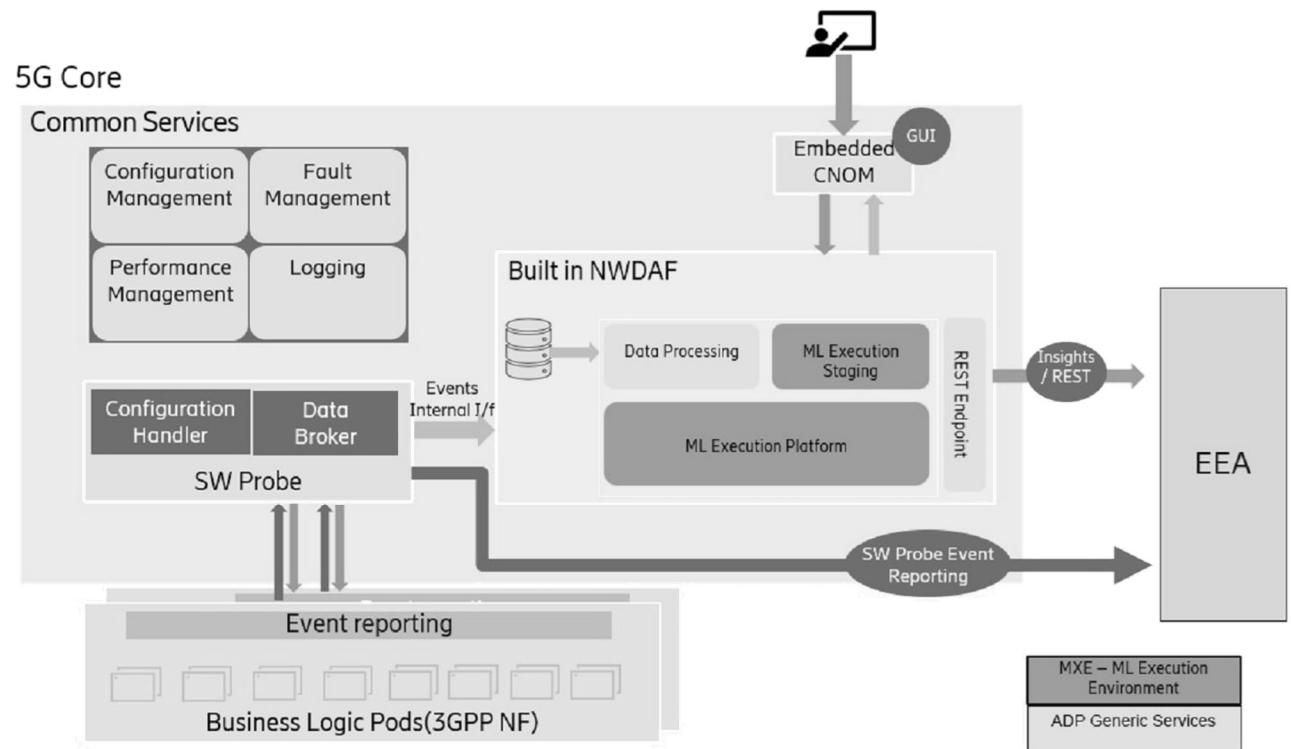 5G Core
Common Services
Configuration
Management
Fault
Management
Performance
Management
Logging
GUI
Embedded
CNOM
Built in NWDAF
Data Processing
ML Execution
Staging
ML Execution Platform
REST Endpoint
Insights
/ REST
EEA
Events
Internal I/f
Configuration
Handler
Data
Broker
SW Probe
SW Probe Event
Reporting
Event reporting
Business Logic Pods(3GPP NF)
MXE – ML Execution
Environment
ADP Generic Services